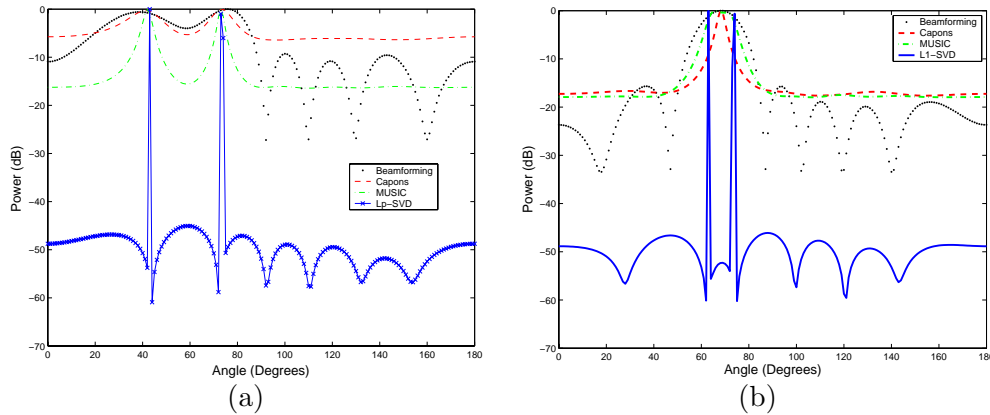 0
−10
−20
−30
−40
−50
−60
−70
Power (dB)
0 20 40 60 80 100 120 140 160 180
Angle (Degrees)
Beamforming
Capons
MUSIC
Lp−SVD
(a)
0
−10
−20
−30
−40
−50
−60
−70
Power (dB)
0 20 40 60 80 100 120 140 160 180
Angle (Degrees)
Beamforming
Capons
MUSIC
L1−SVD
(b)